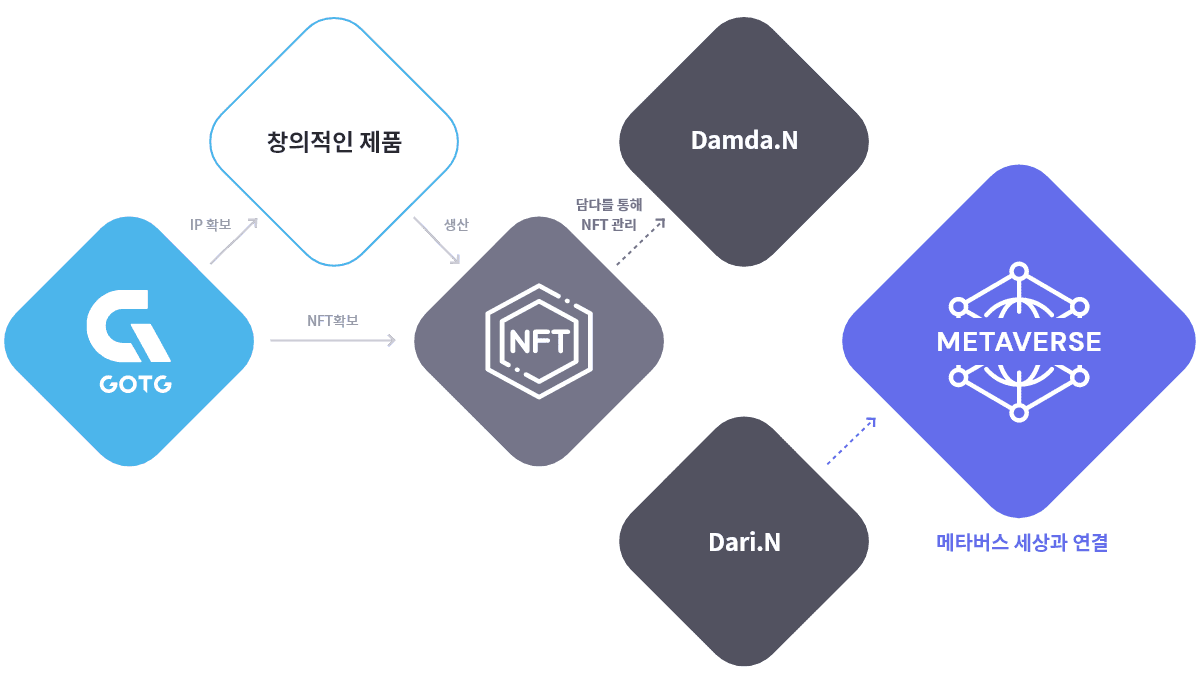 창의적인 제품
Damda.N
IP 확보
생산
담다를 통해
NFT 관리
GOTG
NFT확보
NFT
METAVERSE
Dari.N
메타버스 세상과 연결